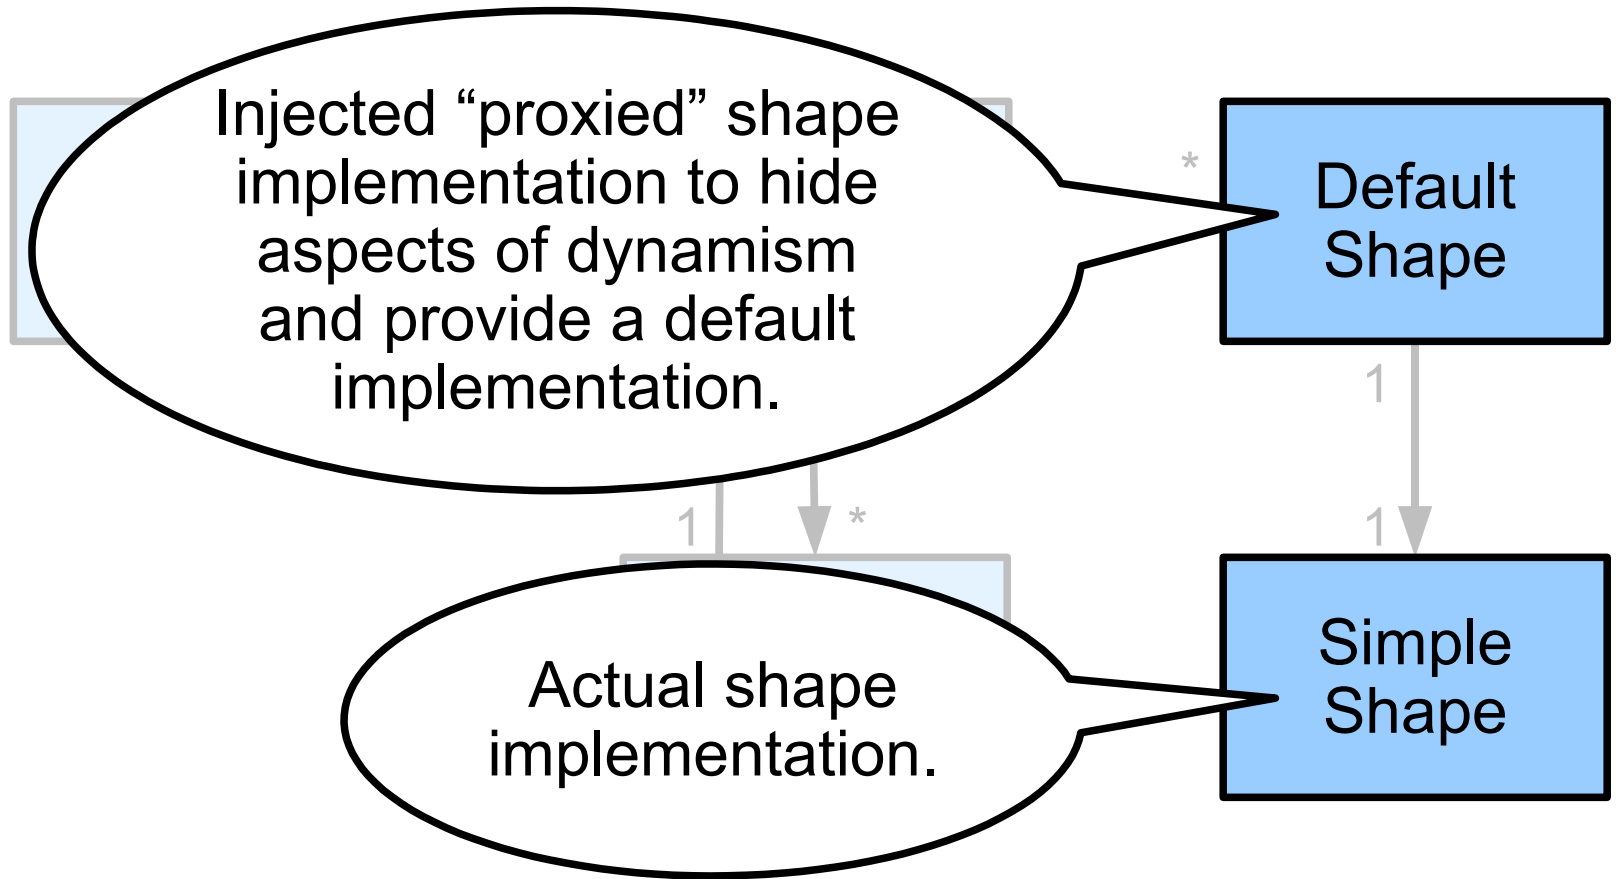 Injected “proxied” shape
implementation to hide
aspects of dynamism
and provide a default
implementation.
*
Default
Shape
1
1
*
1
Actual shape
implementation.
Simple
Shape